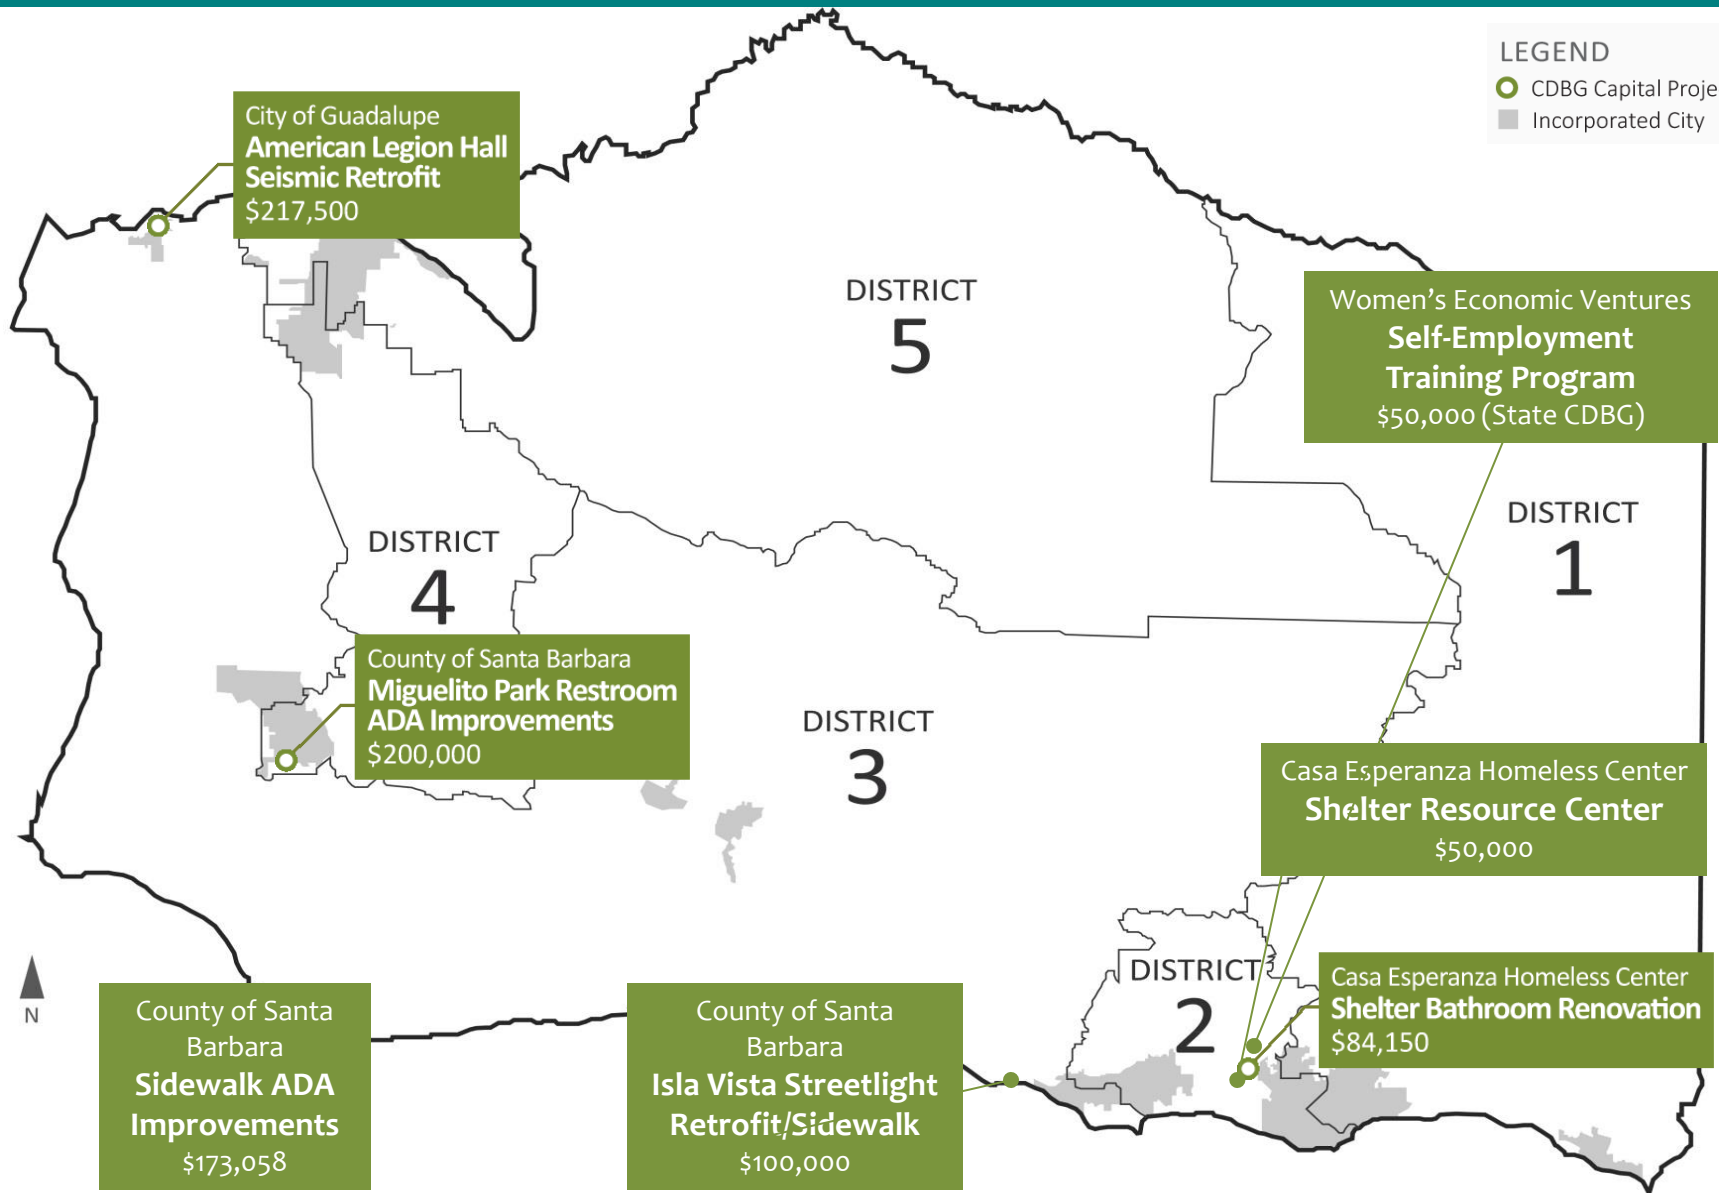 LEGEND
CDBG Capital Proje
Incorporated City
City of Guadalupe
American Legion Hall
Seismic Retrofit
$217,500
DISTRICT
5
Women's Economic Ventures
Self-Employment
Training Program
$50,000 (State CDBG)
DISTRICT
1
DISTRICT
4
County of Santa Barbara
Miguelito Park Restroom
ADA Improvements
$200,000
DISTRICT
3
Casa Esperanza Homeless Center
Shelter Resource Center
$50,000
DISTRICT
2
Casa Esperanza Homeless Center
Shelter Bathroom Renovation
$84,150
N
County of Santa
Barbara
Sidewalk ADA
Improvements
$173,058
County of Santa
Barbara
Isla Vista Streetlight
Retrofit/Sidewalk
$100,000